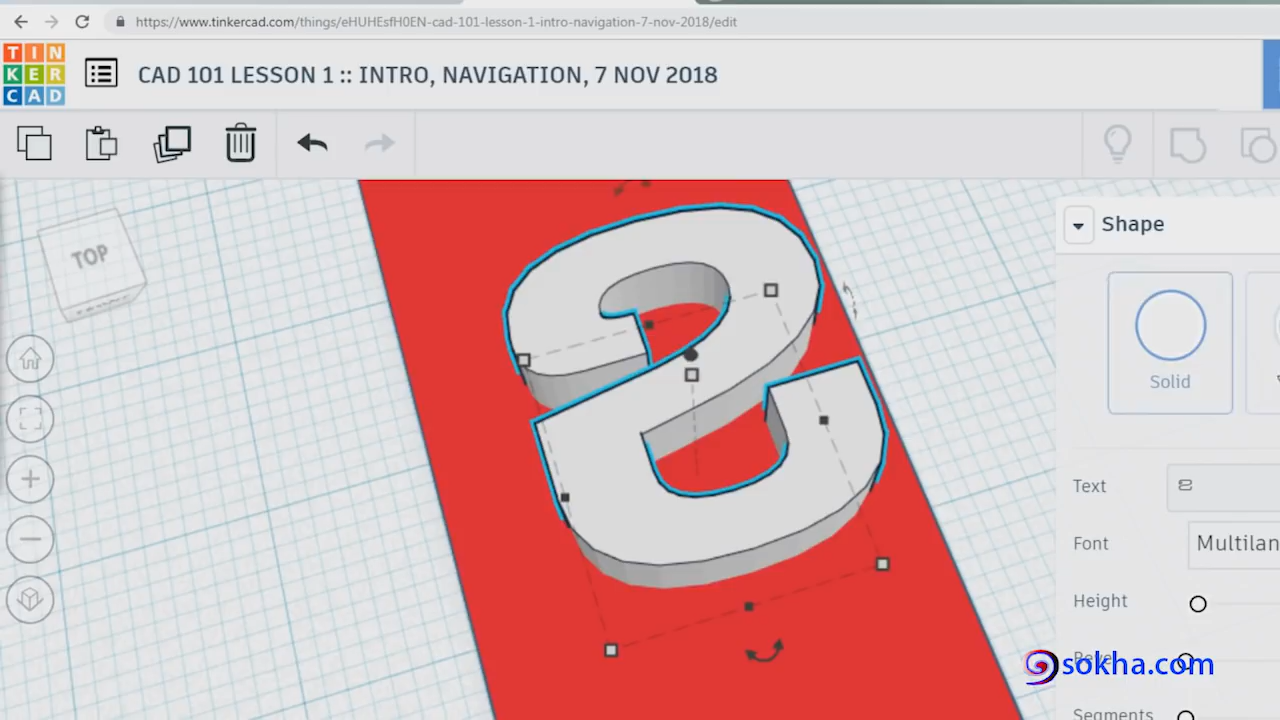 https://www.tinkercad.com/things/eHUHEsfH0EN-cad-101-lesson-1-intro-navigation-7-nov-2018/edit
TIN
KER
CAD
CAD 101 LESSON 1 :: INTRO, NAVIGATION, 7 NOV 2018
TOP
Shape
Solid
Text
Font
Multilan
Height
sokha.com
Segments